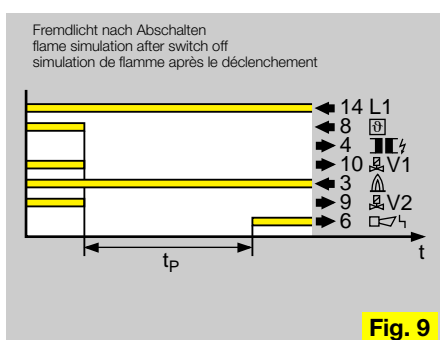 Fremdlicht nach Abschalten
flame simulation after switch off
simulation de flamme après le déclenchement
14 L1
8 ϑ
4
10 V1
3
9 V2
6
t
tP
Fig. 9